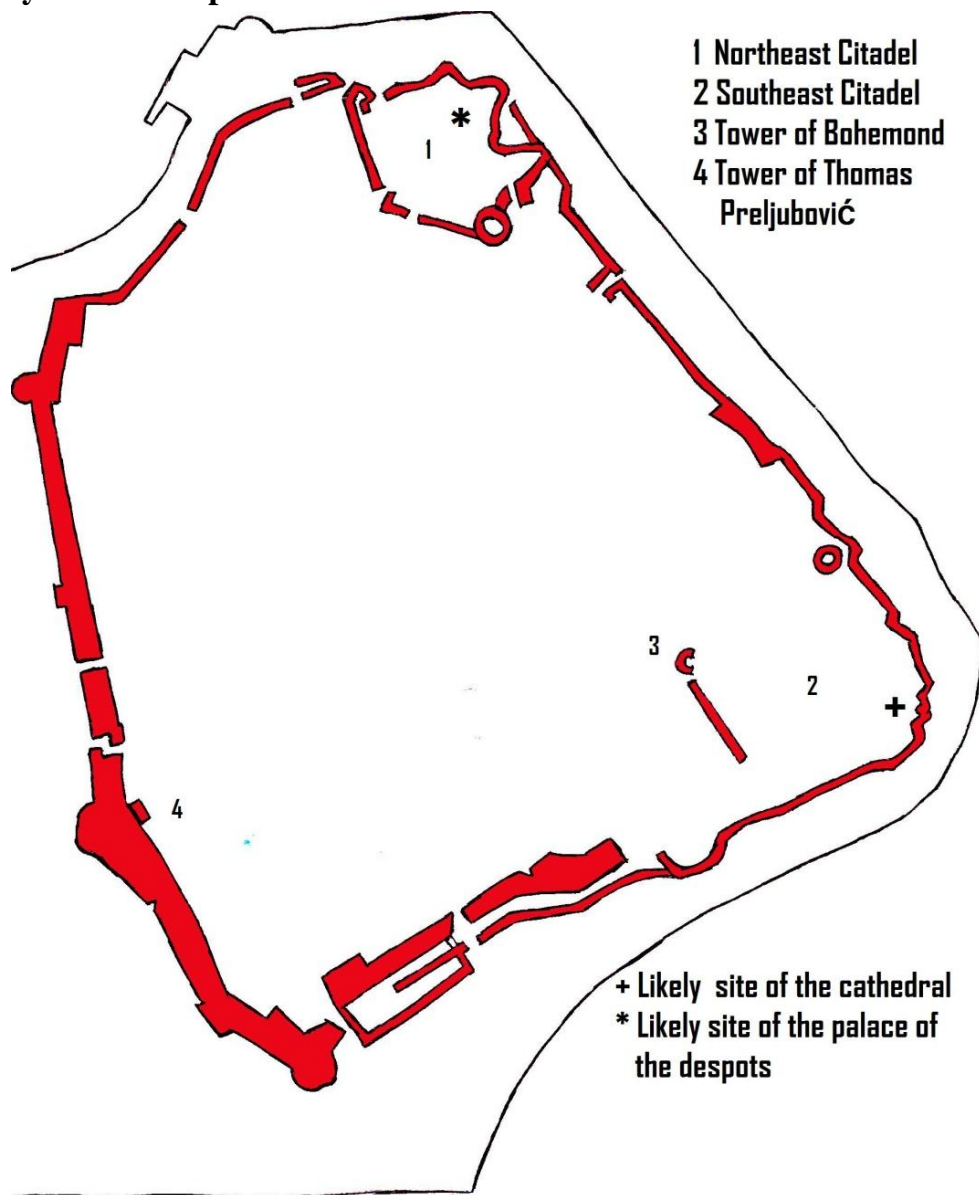 1 Northeast Citadel
2 Southeast Citadel
3 Tower of Bohemond
4 Tower of Thomas
Preljubović
*
1
3
2
+
4
+ Likely site of the cathedral
* Likely site of the palace of
the despots